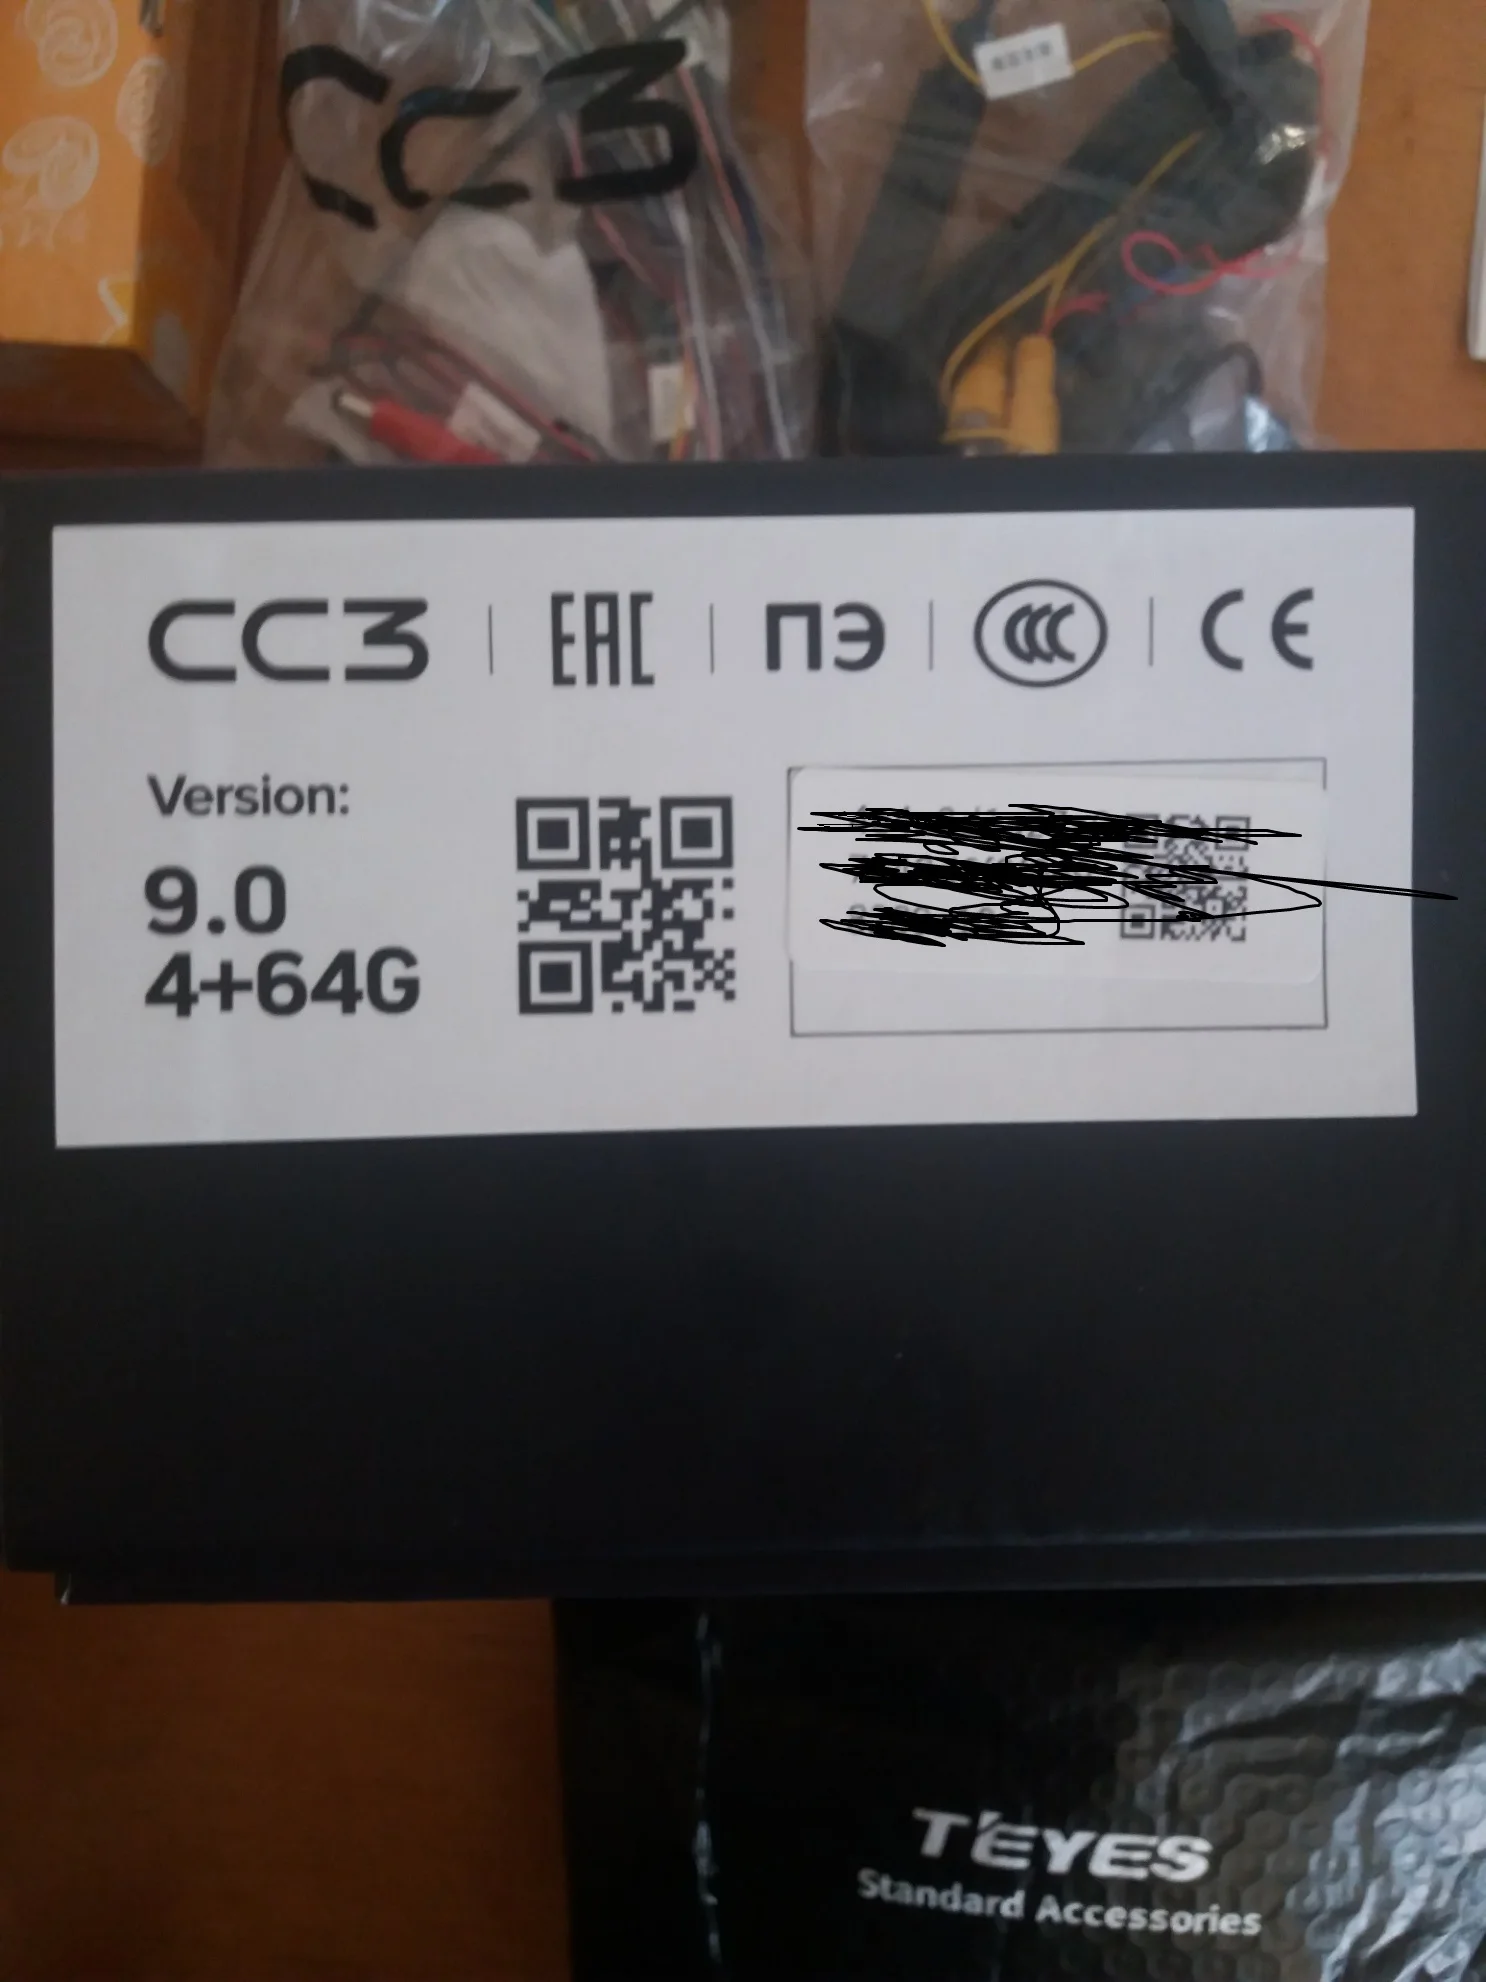 CC3
CC3
EAC
ПЭ
CCC
CE
Version:
9.0
4+64G
TEYES
Standard Accessories